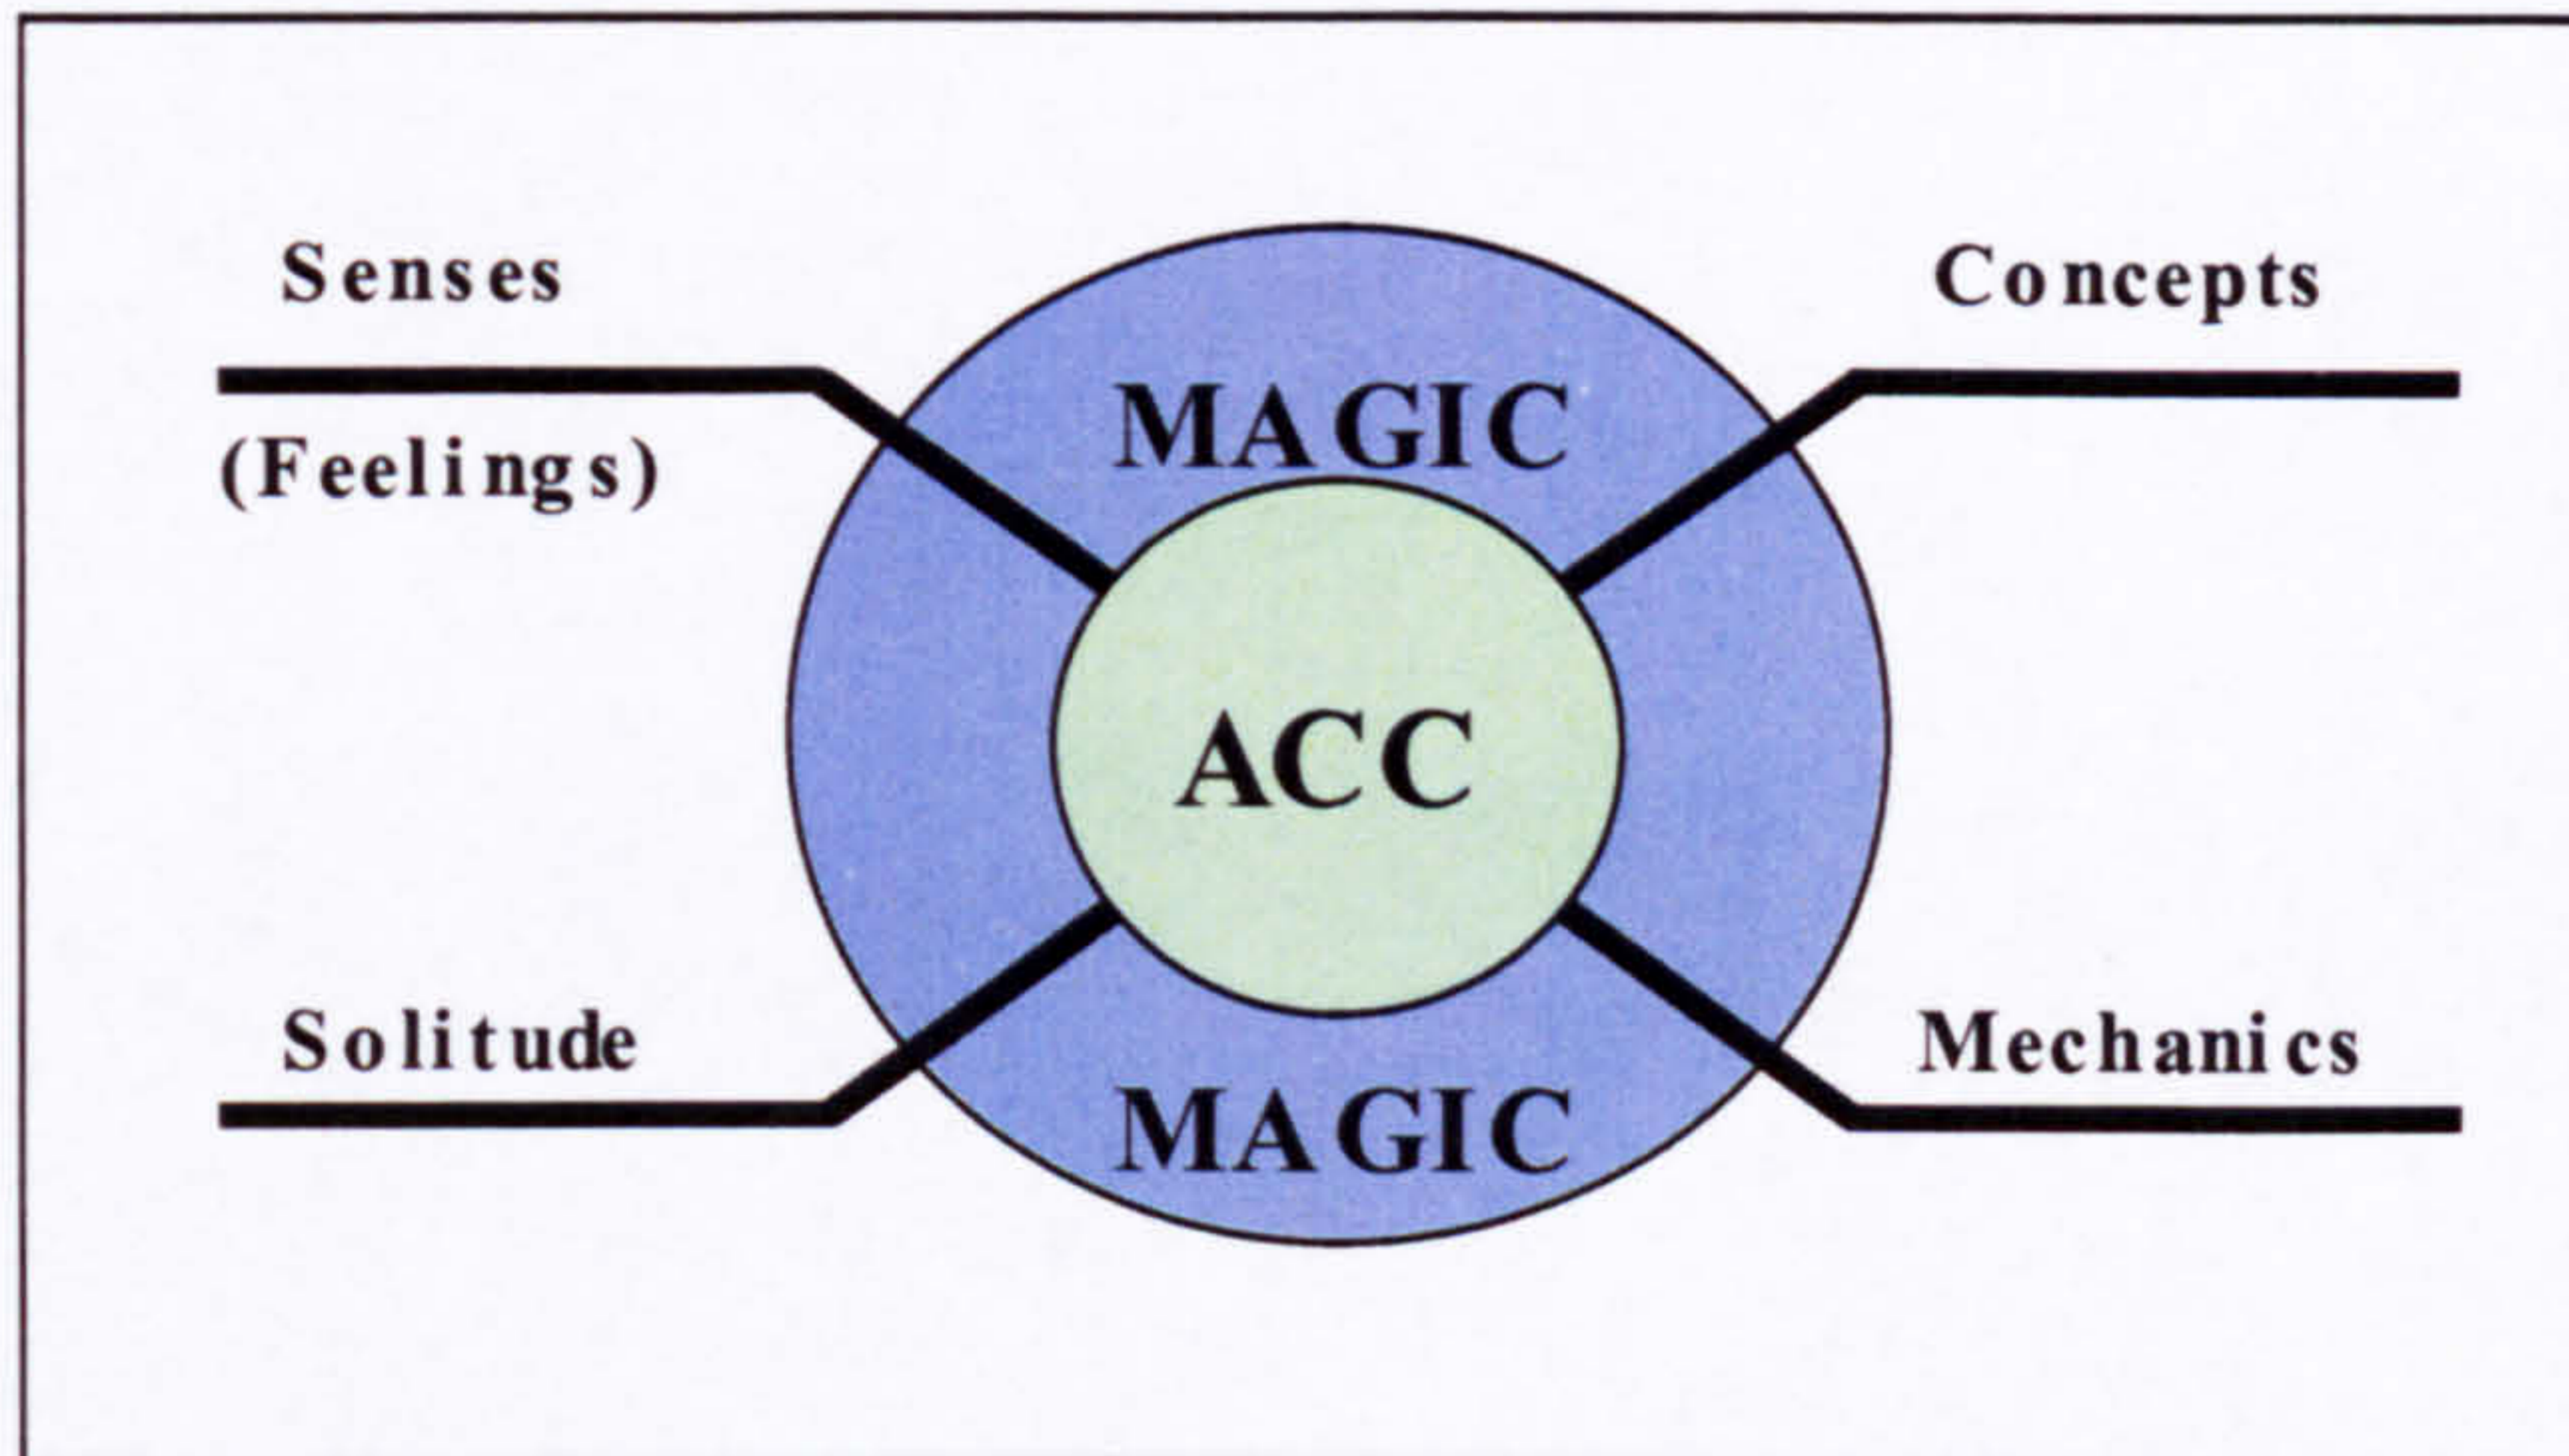 Senses
(Feelings)
Concepts
MAGIC
ACC
MAGIC
Solitude
Mechanics